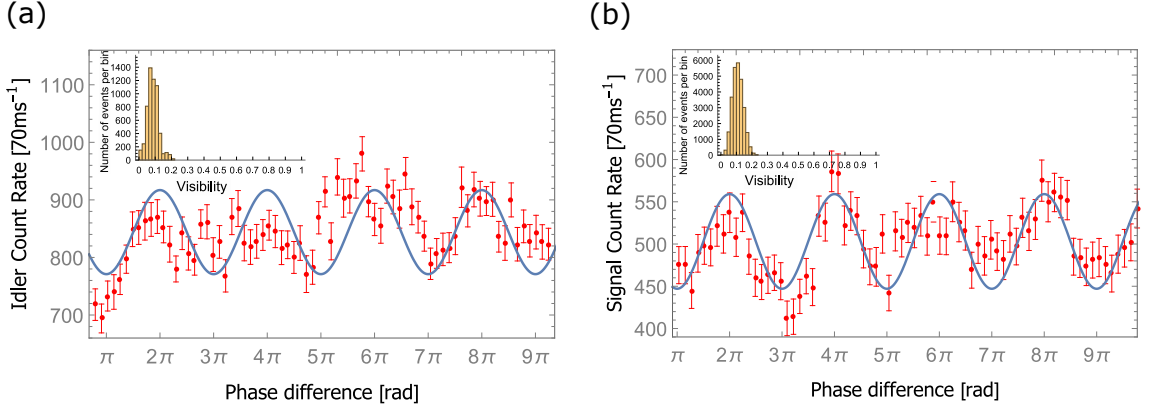 (a)
Idler Count Rate [70ms⁻¹]
1100
1000
900
800
700
Number of events per bin
1400
1200
1000
800
600
400
200
0
0 0.1 0.2 0.3 0.4 0.5 0.6 0.7 0.8 0.9 1
Visibility
π 2π 3π 4π 5π 6π 7π 8π 9π
Phase difference [rad]
(b)
Signal Count Rate [70ms⁻¹]
700
650
600
550
500
450
400
Number of events per bin
6000
5000
4000
3000
2000
1000
0
0 0.1 0.2 0.3 0.4 0.5 0.6 0.7 0.8 0.9 1
Visibility
π 2π 3π 4π 5π 6π 7π 8π 9π
Phase difference [rad]